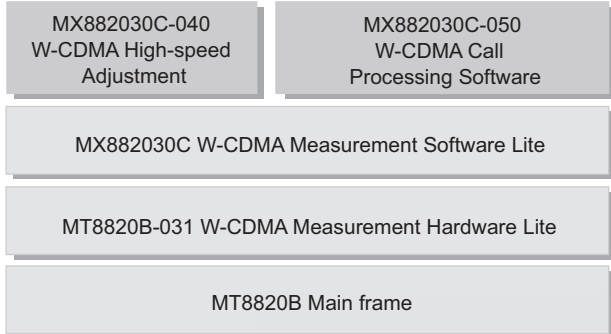 MX882030C-040
W-CDMA High-speed
Adjustment
MX882030C-050
W-CDMA Call
Processing Software
MX882030C W-CDMA Measurement Software Lite
MT8820B-031 W-CDMA Measurement Hardware Lite
MT8820B Main frame